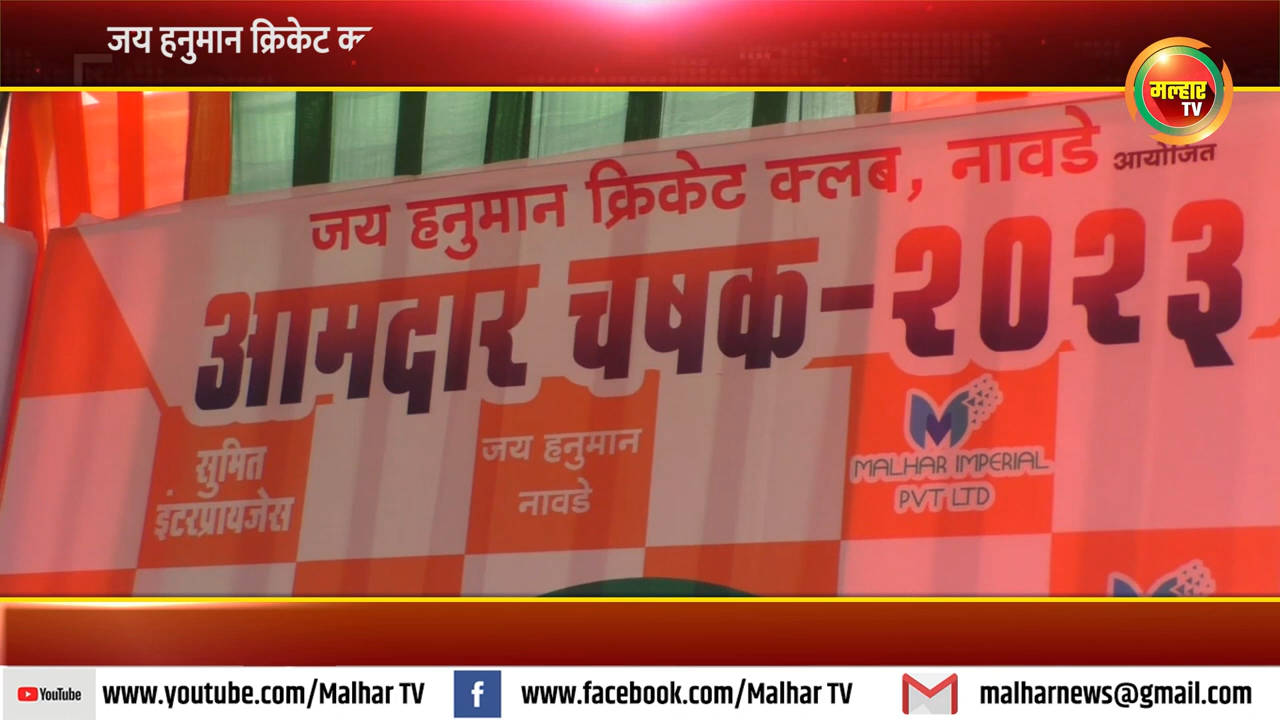 जय हनुमान क्रिकेट
मल्हार
TV
जय हनुमान क्रिकेट क्लब, नावडे आयोजित
आमदार चषक-२०२३
सुमित
इंटरप्रायजेस
जय हनुमान
नावडे
MALHAR IMPERIAL
PVT LTD
YouTube www.youtube.com/Malhar TV www.facebook.com/Malhar TV malharnews@gmail.com